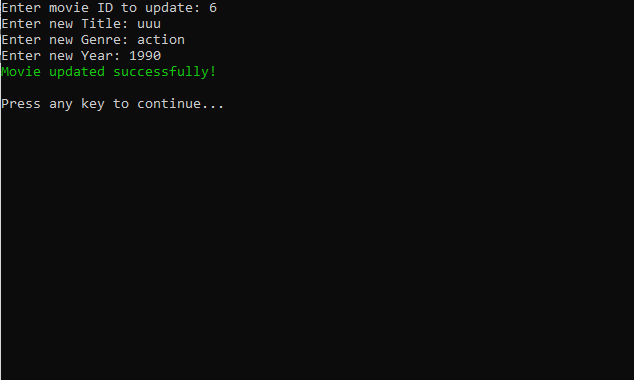 Enter movie ID to update: 6
Enter new Title: uuu
Enter new Genre: action
Enter new Year: 1990
Movie updated successfully!
Press any key to continue...